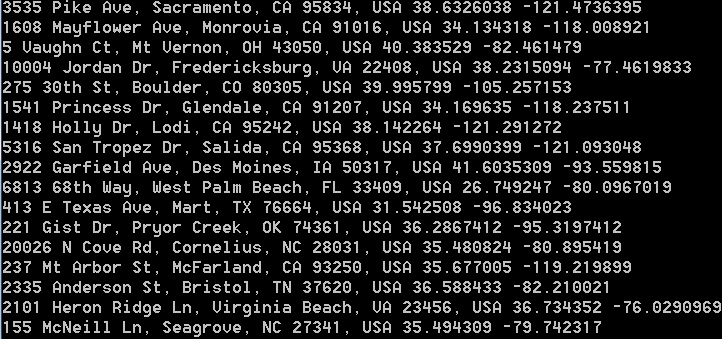 3535 Pike Ave, Sacramento, CA 95834, USA 38.6326038 -121.4736395
1608 Mayflower Ave, Monrovia, CA 91016, USA 34.134318 -118.008921
5 Vaughn Ct, Mt Vernon, OH 43050, USA 40.383529 -82.461479
10004 Jordan Dr, Fredericksburg, VA 22408, USA 38.2315094 -77.4619833
275 30th St, Boulder, CO 80305, USA 39.995799 -105.257153
1541 Princess Dr, Glendale, CA 91207, USA 34.169635 -118.237511
1418 Holly Dr, Lodi, CA 95242, USA 38.142264 -121.291272
5316 San Tropez Dr, Salida, CA 95368, USA 37.6990399 -121.093048
2922 Garfield Ave, Des Moines, IA 50317, USA 41.6035309 -93.559815
6813 68th Way, West Palm Beach, FL 33409, USA 26.749247 -80.0967019
413 E Texas Ave, Mart, TX 76664, USA 31.542508 -96.834023
221 Gist Dr, Pryor Creek, OK 74361, USA 36.2867412 -95.3197412
20026 N Cove Rd, Cornelius, NC 28031, USA 35.480824 -80.895419
237 Mt Arbor St, McFarland, CA 93250, USA 35.677005 -119.219899
2335 Anderson St, Bristol, TN 37620, USA 36.588433 -82.210021
2101 Heron Ridge Ln, Virginia Beach, VA 23456, USA 36.734352 -76.0290969
155 McNeill Ln, Seagrove, NC 27341, USA 35.494309 -79.742317